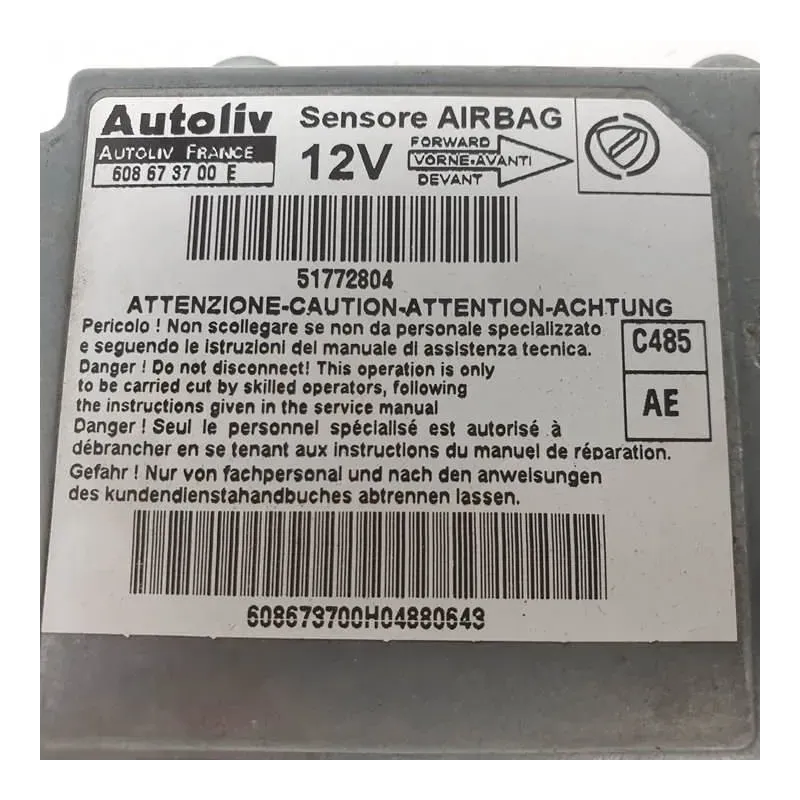 Autoliv
AUTOLIV FRANCE
608 67 37 00 E
Sensore AIRBAG
12V
FORWARD
VORNE-AVANTI
DEVANT
51772804
ATTENZIONE-CAUTION-ATTENTION-ACHTUNG
Pericolo ! Non scollegare se non da personale specializzato
e seguendo le istruzioni del manuale di assistenza tecnica.
Danger ! Do not disconnect! This operation is only
to be carried cut by skilled operators, following
the instructions given in the service manual
Danger ! Seul le personnel spécialisé est autorisé à
débrancher en se tenant aux instructions du manuel de réparation.
Gefahr ! Nur von fachpersonal und nach den anweisungen
des kundendienstahandbuches abtrennen lassen.
C485
AE
608673700H04880643